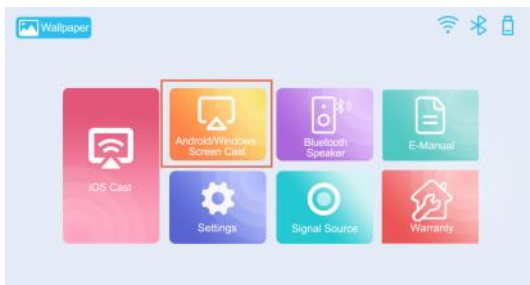 Wallpaper
Android/Windows
Screen Cast
Bluetooth
Speaker
E-Manual
IOS Cast
Settings
Signal Source
Warranty